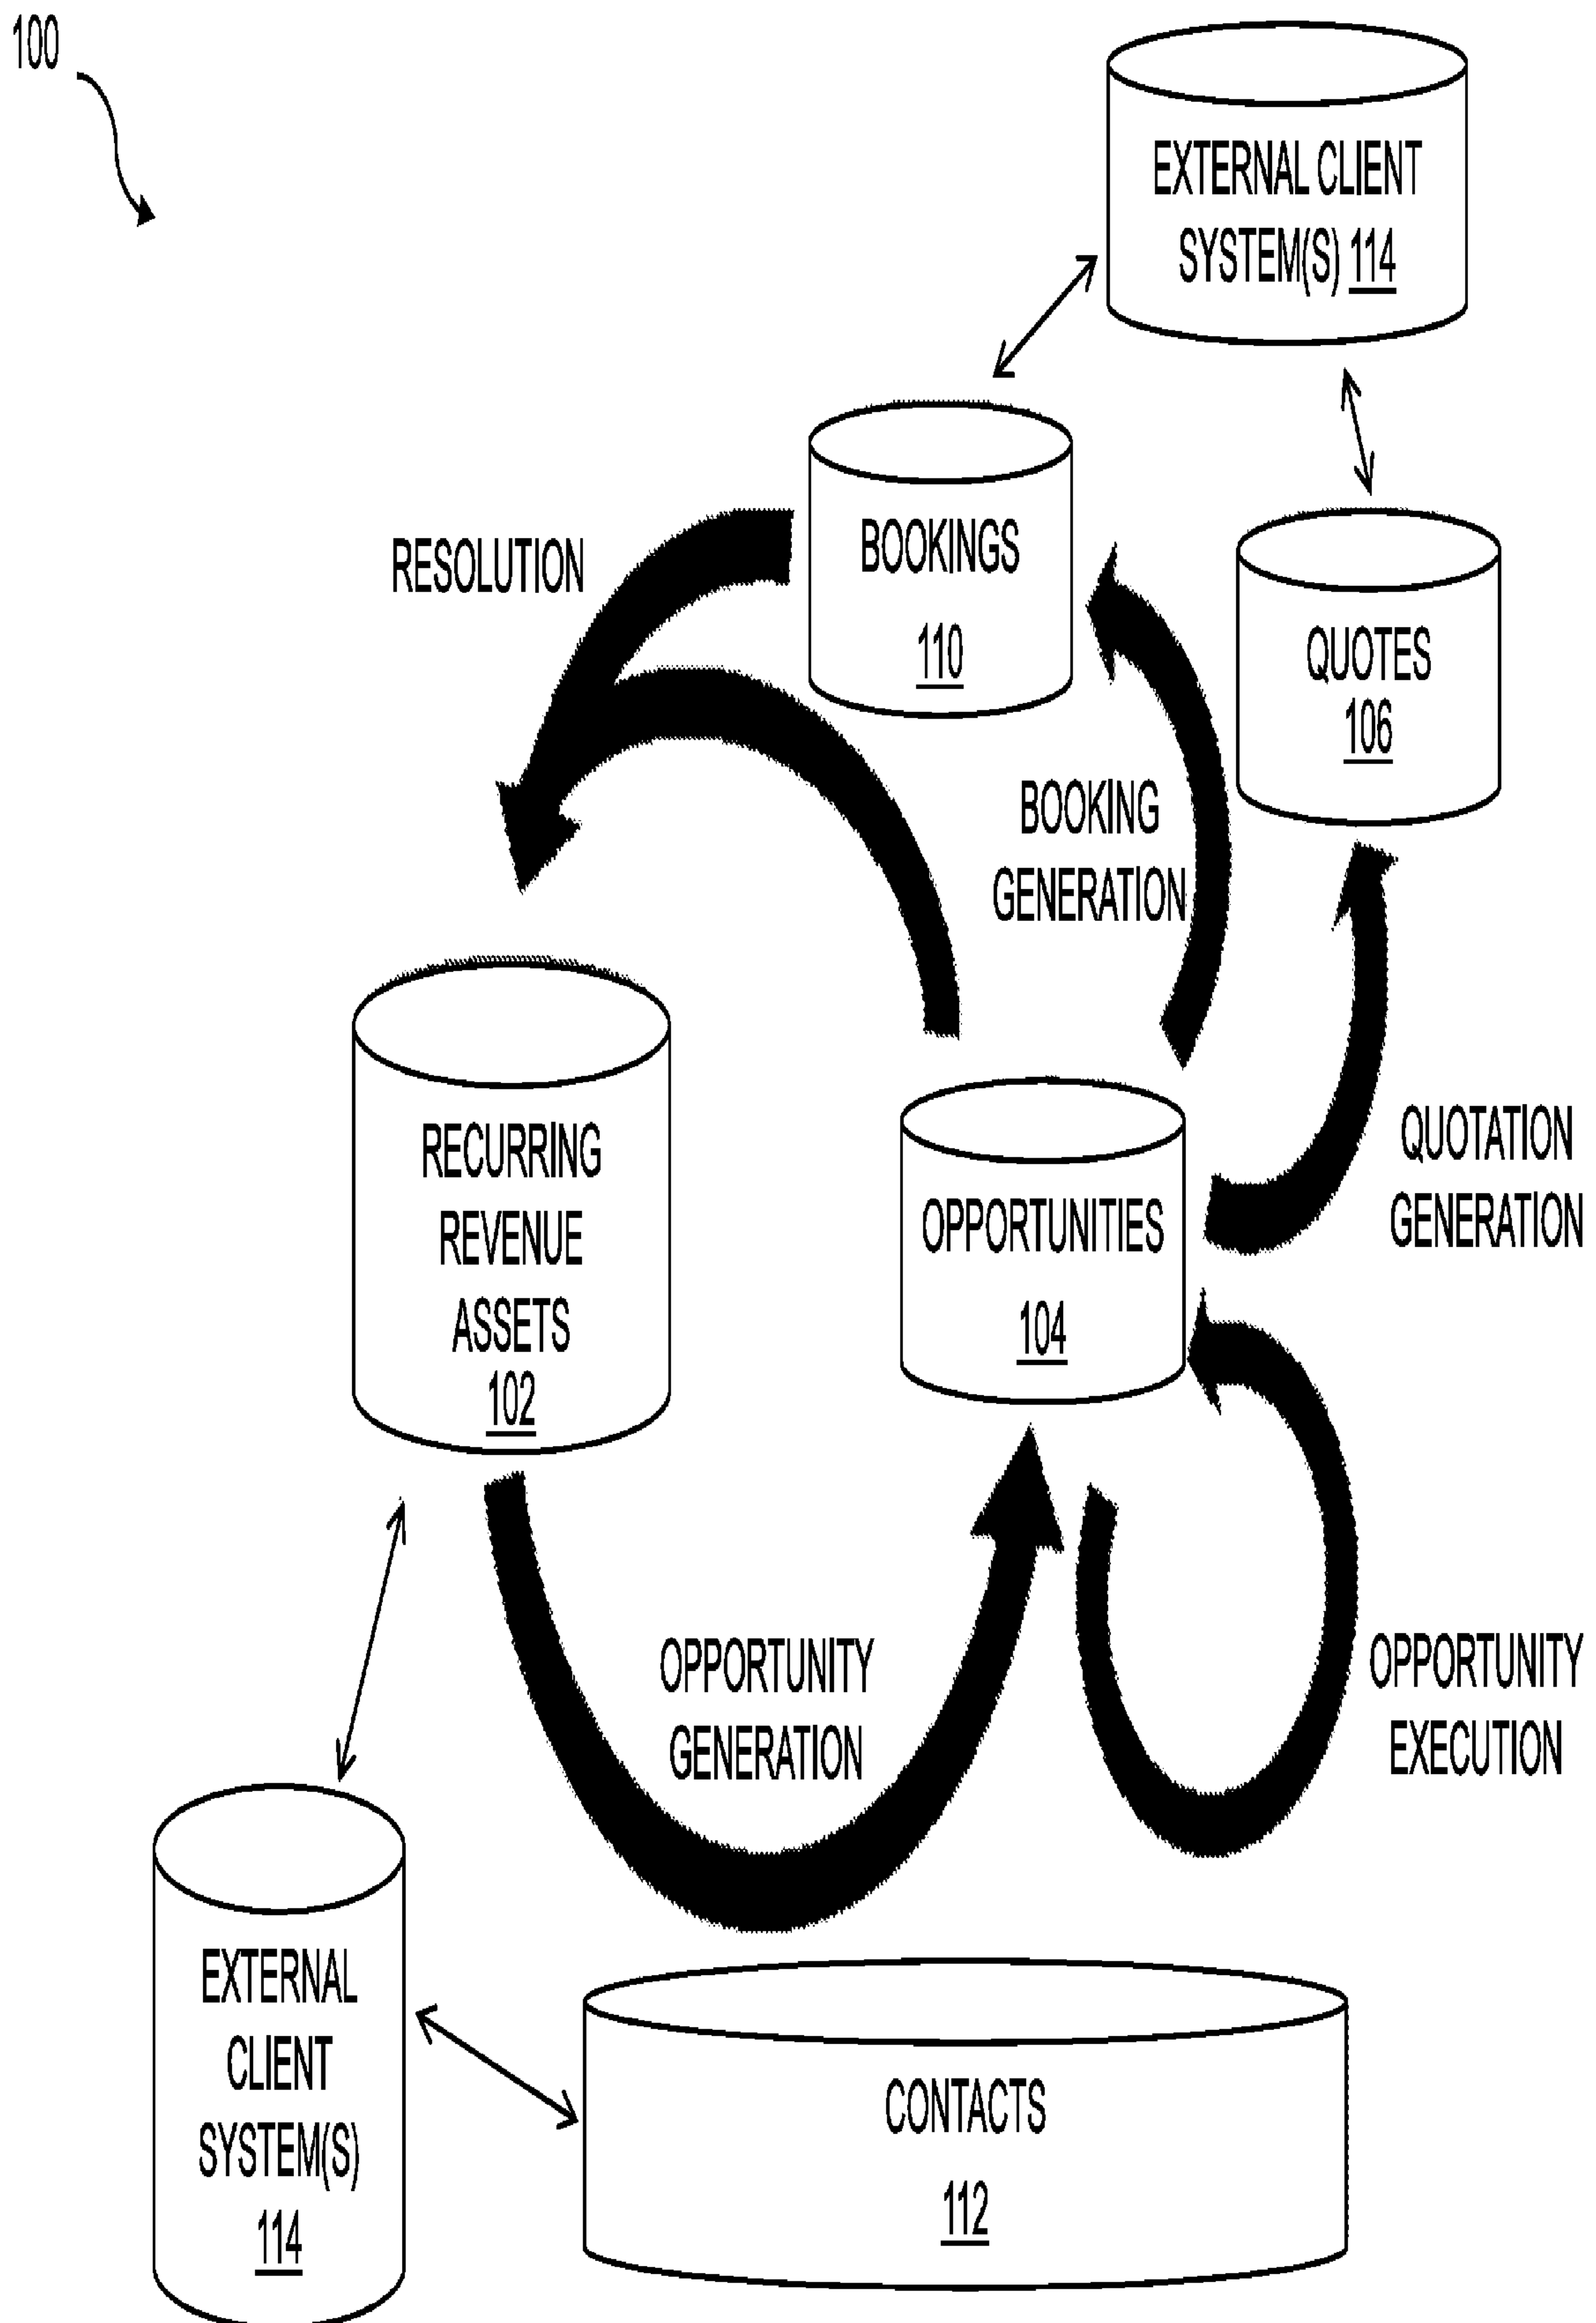 100
EXTERNAL CLIENT
SYSTEM(S) 114
BOOKINGS
110
RESOLUTION
QUOTES
106
BOOKING
GENERATION
RECURRING
REVENUE
ASSETS
102
OPPORTUNITIES
104
QUOTATION
GENERATION
OPPORTUNITY
GENERATION
OPPORTUNITY
EXECUTION
EXTERNAL
CLIENT
SYSTEM(S)
114
CONTACTS
112